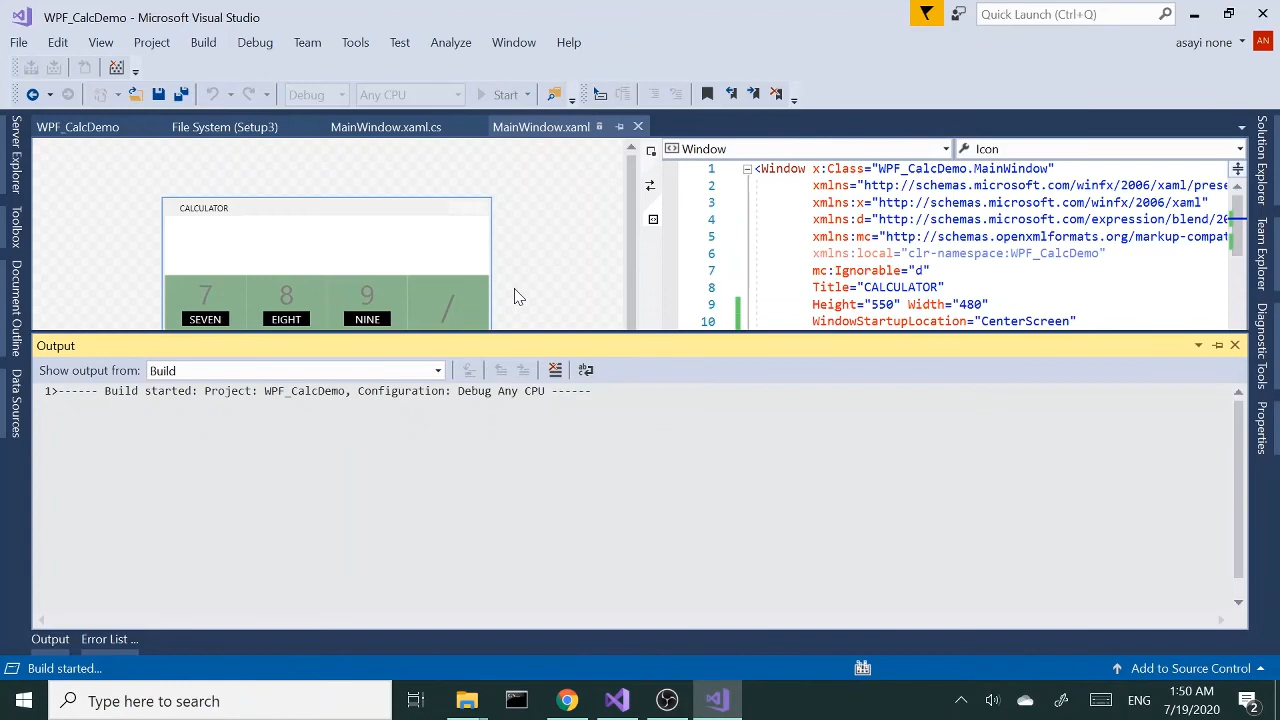 WPF_CalcDemo - Microsoft Visual Studio
Quick Launch (Ctrl+Q)
File Edit View Project Build Debug Team Tools Test Analyze Window Help
asayi none
AN
Debug Any CPU Start
WPF_CalcDemo File System (Setup3) MainWindow.xaml.cs MainWindow.xaml
Window Icon
Server Explorer
Toolbox
Document Outline
Data Sources
CALCULATOR
7 8 9 /
SEVEN EIGHT NINE
1 <Window x:Class="WPF_CalcDemo.MainWindow"
2 xmlns="http://schemas.microsoft.com/winfx/2006/xaml/prese
3 xmlns:x="http://schemas.microsoft.com/winfx/2006/xaml"
4 xmlns:d="http://schemas.microsoft.com/expression/blend/20
5 xmlns:mc="http://schemas.openxmlformats.org/markup-compat
6 xmlns:local="clr-namespace:WPF_CalcDemo"
7 mc:Ignorable="d"
8 Title="CALCULATOR"
9 Height="550" Width="480"
10 WindowStartupLocation="CenterScreen"
Solution Explorer
Team Explorer
Diagnostic Tools
Properties
Output
Show output from: Build
1>------ Build started: Project: WPF_CalcDemo, Configuration: Debug Any CPU ------
Output Error List ...
Build started...
Add to Source Control
Type here to search
ENG
1:50 AM
7/19/2020
2